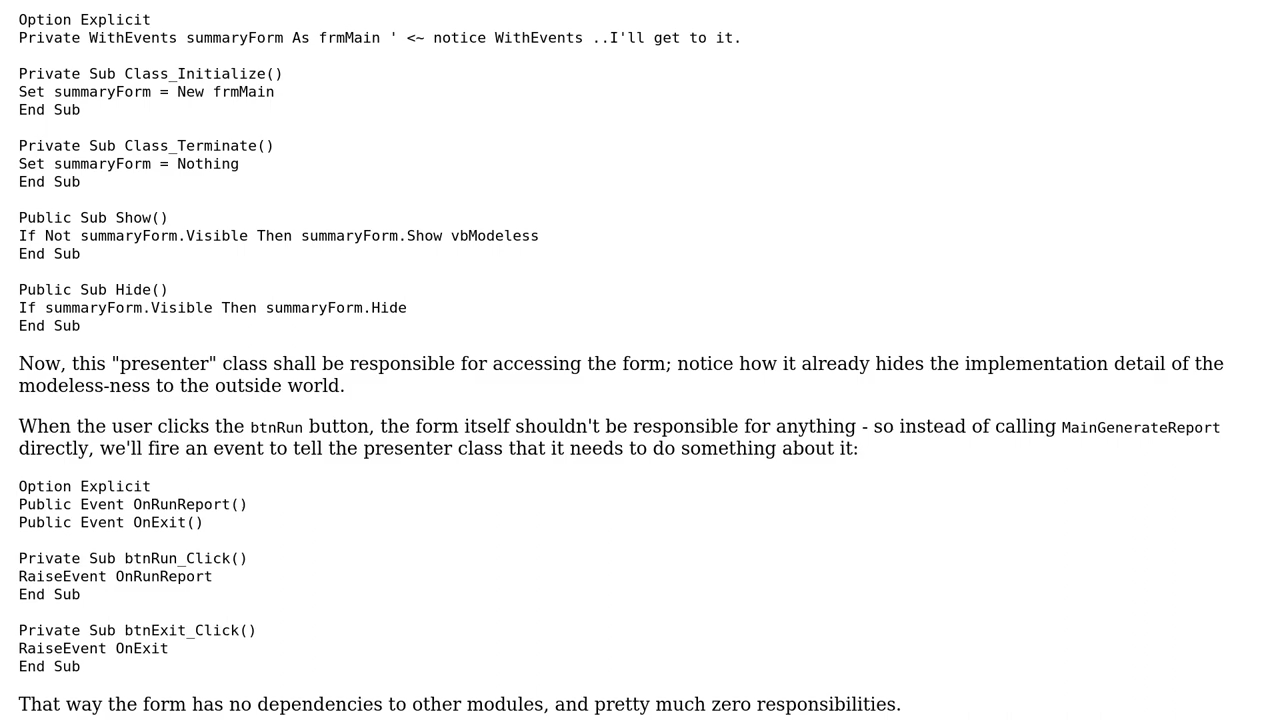 Option Explicit
Private WithEvents summaryForm As frmMain ' <~ notice WithEvents ..I'll get to it.
Private Sub Class_Initialize()
Set summaryForm = New frmMain
End Sub
Private Sub Class_Terminate()
Set summaryForm = Nothing
End Sub
Public Sub Show()
If Not summaryForm.Visible Then summaryForm.Show vbModeless
End Sub
Public Sub Hide()
If summaryForm.Visible Then summaryForm.Hide
End Sub
Now, this "presenter" class shall be responsible for accessing the form; notice how it already hides the implementation detail of the
modeless-ness to the outside world.
When the user clicks the btnRun button, the form itself shouldn't be responsible for anything - so instead of calling MainGenerateReport
directly, we'll fire an event to tell the presenter class that it needs to do something about it:
Option Explicit
Public Event OnRunReport()
Public Event OnExit()
Private Sub btnRun_Click()
RaiseEvent OnRunReport
End Sub
Private Sub btnExit_Click()
RaiseEvent OnExit
End Sub
That way the form has no dependencies to other modules, and pretty much zero responsibilities.